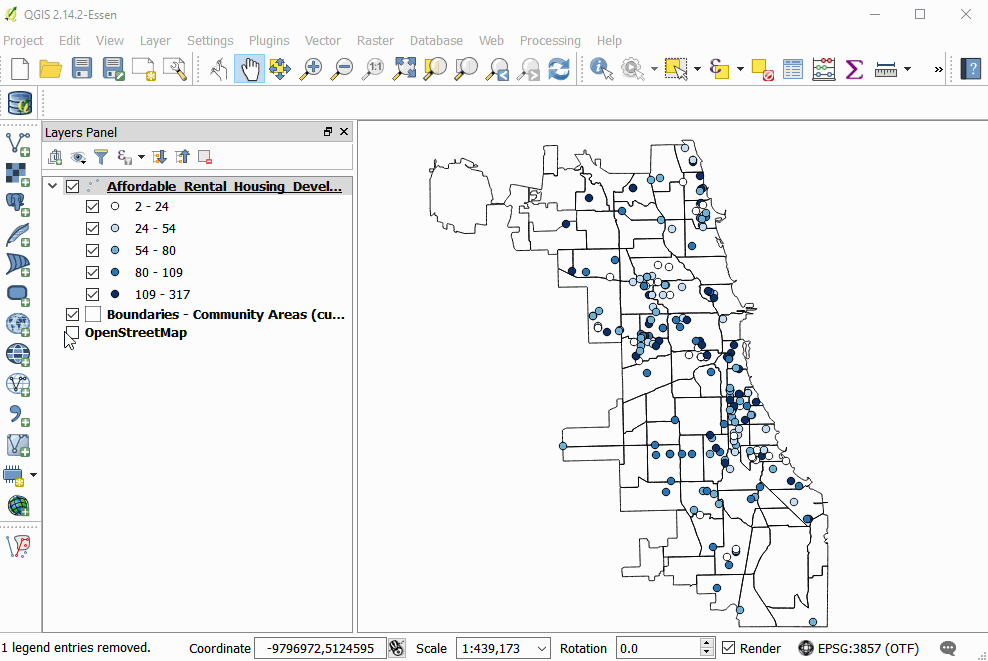 QGIS 2.14.2-Essen
Project Edit View Layer Settings Plugins Vector Raster Database Web Processing Help
1:1
»
?
Layers Panel
Affordable_Rental_Housing_Devel...
2 - 24
24 - 54
54 - 80
80 - 109
109 - 317
Boundaries - Community Areas (cu...
OpenStreetMap
1 legend entries removed. Coordinate -9796972,5124595 Scale 1:439,173 Rotation 0.0 Render EPSG:3857 (OTF)